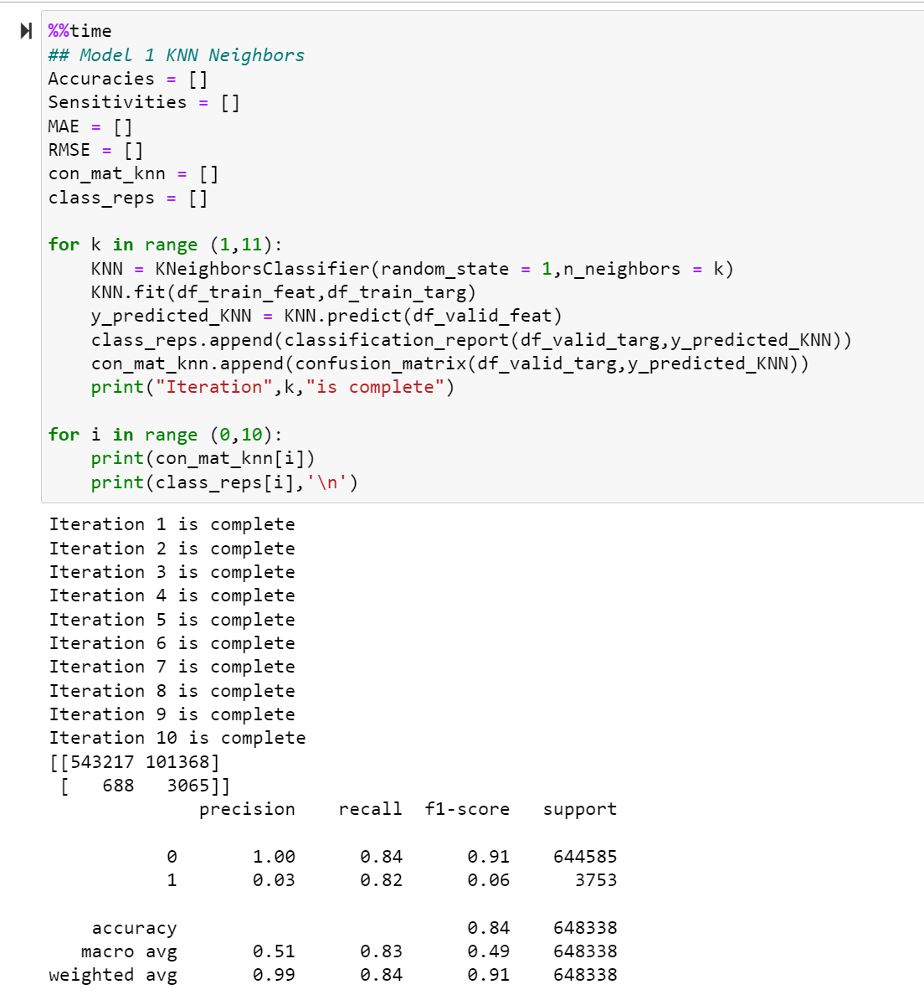 %%time
## Model 1 KNN Neighbors
Accuracies = []
Sensitivities = []
MAE = []
RMSE = []
con_mat_knn = []
class_reps = []

for k in range (1,11):
    KNN = KNeighborsClassifier(random_state = 1,n_neighbors = k)
    KNN.fit(df_train_feat,df_train_targ)
    y_predicted_KNN = KNN.predict(df_valid_feat)
    class_reps.append(classification_report(df_valid_targ,y_predicted_KNN))
    con_mat_knn.append(confusion_matrix(df_valid_targ,y_predicted_KNN))
    print("Iteration",k,"is complete")

for i in range (0,10):
    print(con_mat_knn[i])
    print(class_reps[i],'\n')
Iteration 1 is complete
Iteration 2 is complete
Iteration 3 is complete
Iteration 4 is complete
Iteration 5 is complete
Iteration 6 is complete
Iteration 7 is complete
Iteration 8 is complete
Iteration 9 is complete
Iteration 10 is complete
[[543217 101368]
 [   688   3065]]
              precision    recall  f1-score   support

           0       1.00      0.84      0.91    644585
           1       0.03      0.82      0.06      3753

    accuracy                           0.84    648338
   macro avg       0.51      0.83      0.49    648338
weighted avg       0.99      0.84      0.91    648338